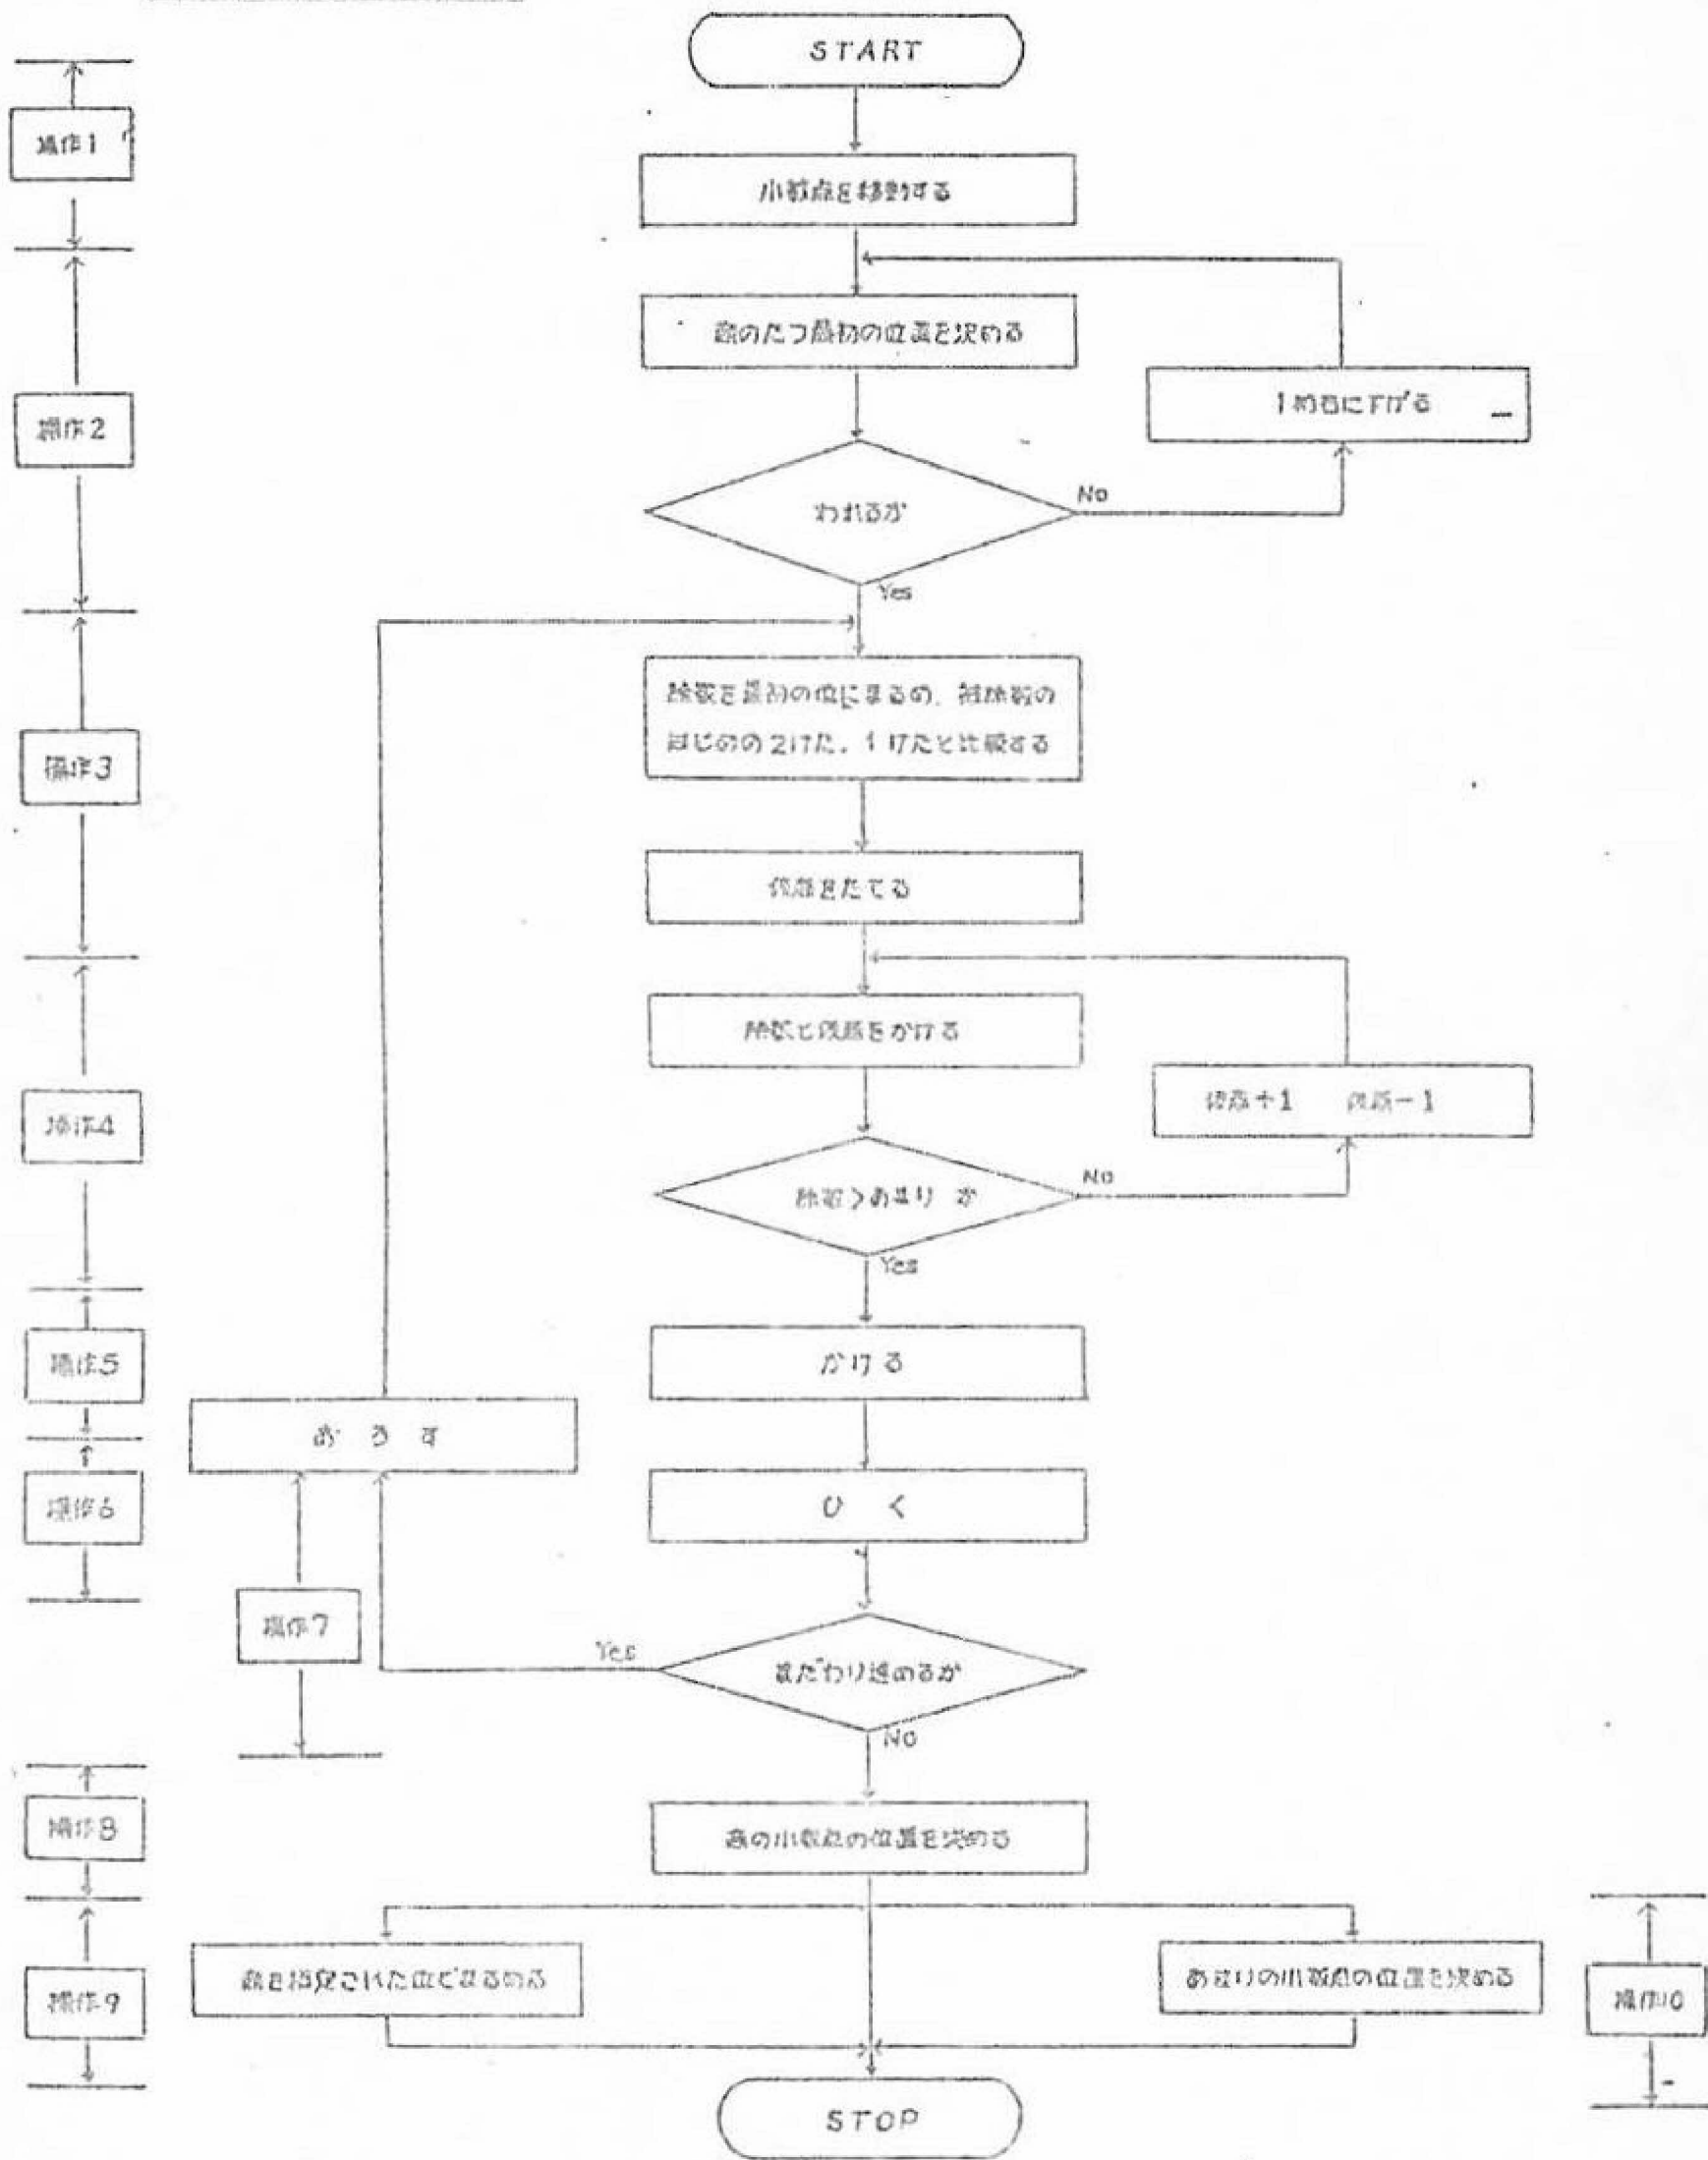 START
操作1
小数点を移動する
商のたつ最初の位置を決める
操作2
1めもりに下げる
われるか
No
Yes
操作3
除数を最初の位にまるめ、被除数の
はじめの2けた、1けたと比較する
仮商をたてる
操作4
除数と仮商をかける
仮商+1 仮商-1
除数>あまり か
No
Yes
操作5
かける
おろす
操作6
ひく
操作7
まだわり進めるか
Yes
No
操作8
商の小数点の位置を決める
操作9
商を指定された位でまるめる
あまりの小数点の位置を決める
操作10
STOP